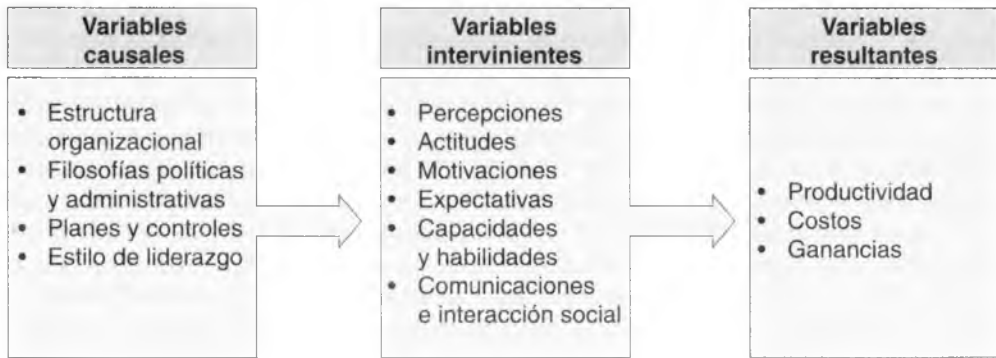 Variables
causales
• Estructura
organizacional
• Filosofías políticas
y administrativas
• Planes y controles
• Estilo de liderazgo
Variables
intervinientes
• Percepciones
• Actitudes
• Motivaciones
• Expectativas
• Capacidades
y habilidades
• Comunicaciones
e interacción social
Variables
resultantes
• Productividad
• Costos
• Ganancias